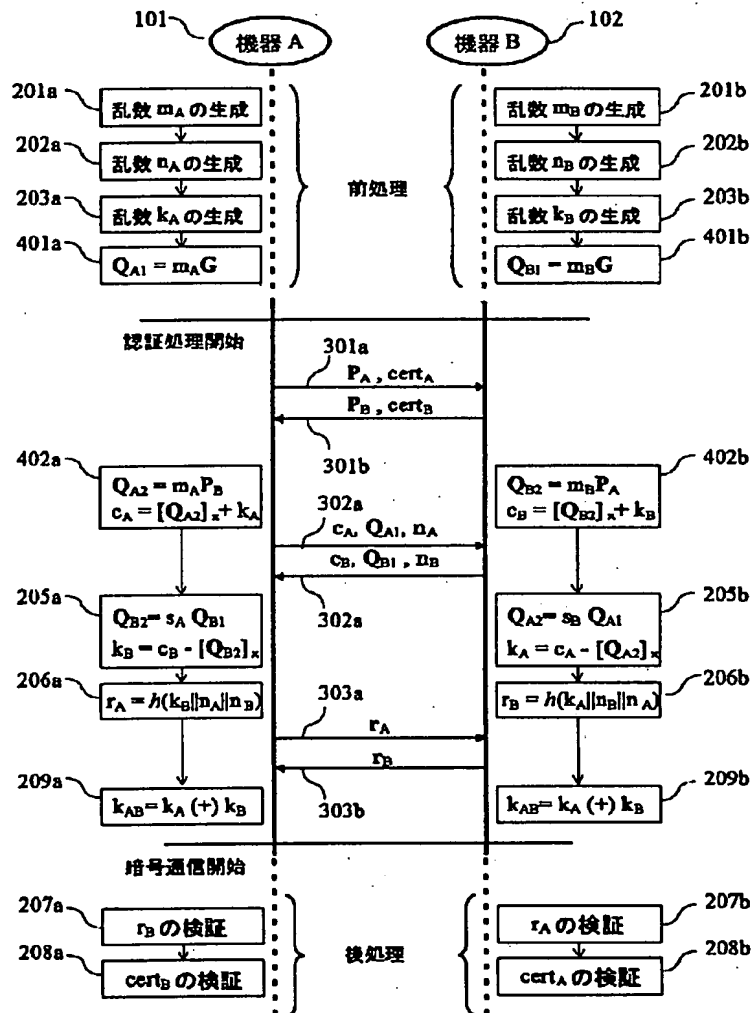 101 機器 A 機器 B 102
201a 乱数 m_A の生成 乱数 m_B の生成 201b
202a 乱数 n_A の生成 乱数 n_B の生成 202b
203a 乱数 k_A の生成 前処理 乱数 k_B の生成 203b
401a Q_A1 = m_A G Q_B1 = m_B G 401b
認証処理開始
301a
P_A , cert_A
P_B , cert_B
301b
402a 402b
Q_A2 = m_A P_B Q_B2 = m_B P_A
c_A = [Q_A2]_x + k_A c_B = [Q_B2]_x + k_B
302a
c_A, Q_A1, n_A
c_B, Q_B1 , n_B
302a
205a 205b
Q_B2 = s_A Q_B1 Q_A2 = s_B Q_A1
k_B = c_B - [Q_B2]_x k_A = c_A - [Q_A2]_x
206a r_A = h(k_B||n_A||n_B) r_B = h(k_A||n_B||n_A) 206b
303a
r_A
r_B
303b
209a k_AB = k_A (+) k_B k_AB = k_A (+) k_B 209b
暗号通信開始
207a r_B の検証 r_A の検証 207b
後処理
208a cert_B の検証 cert_A の検証 208b